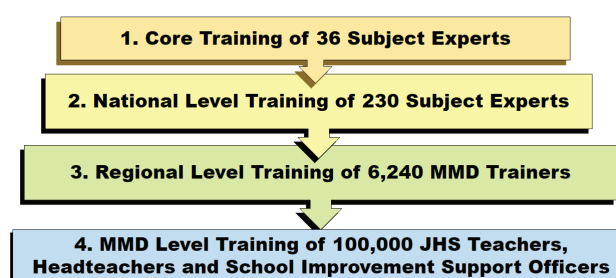 1. Core Training of 36 Subject Experts
2. National Level Training of 230 Subject Experts
3. Regional Level Training of 6,240 MMD Trainers
4. MMD Level Training of 100,000 JHS Teachers,
Headteachers and School Improvement Support Officers